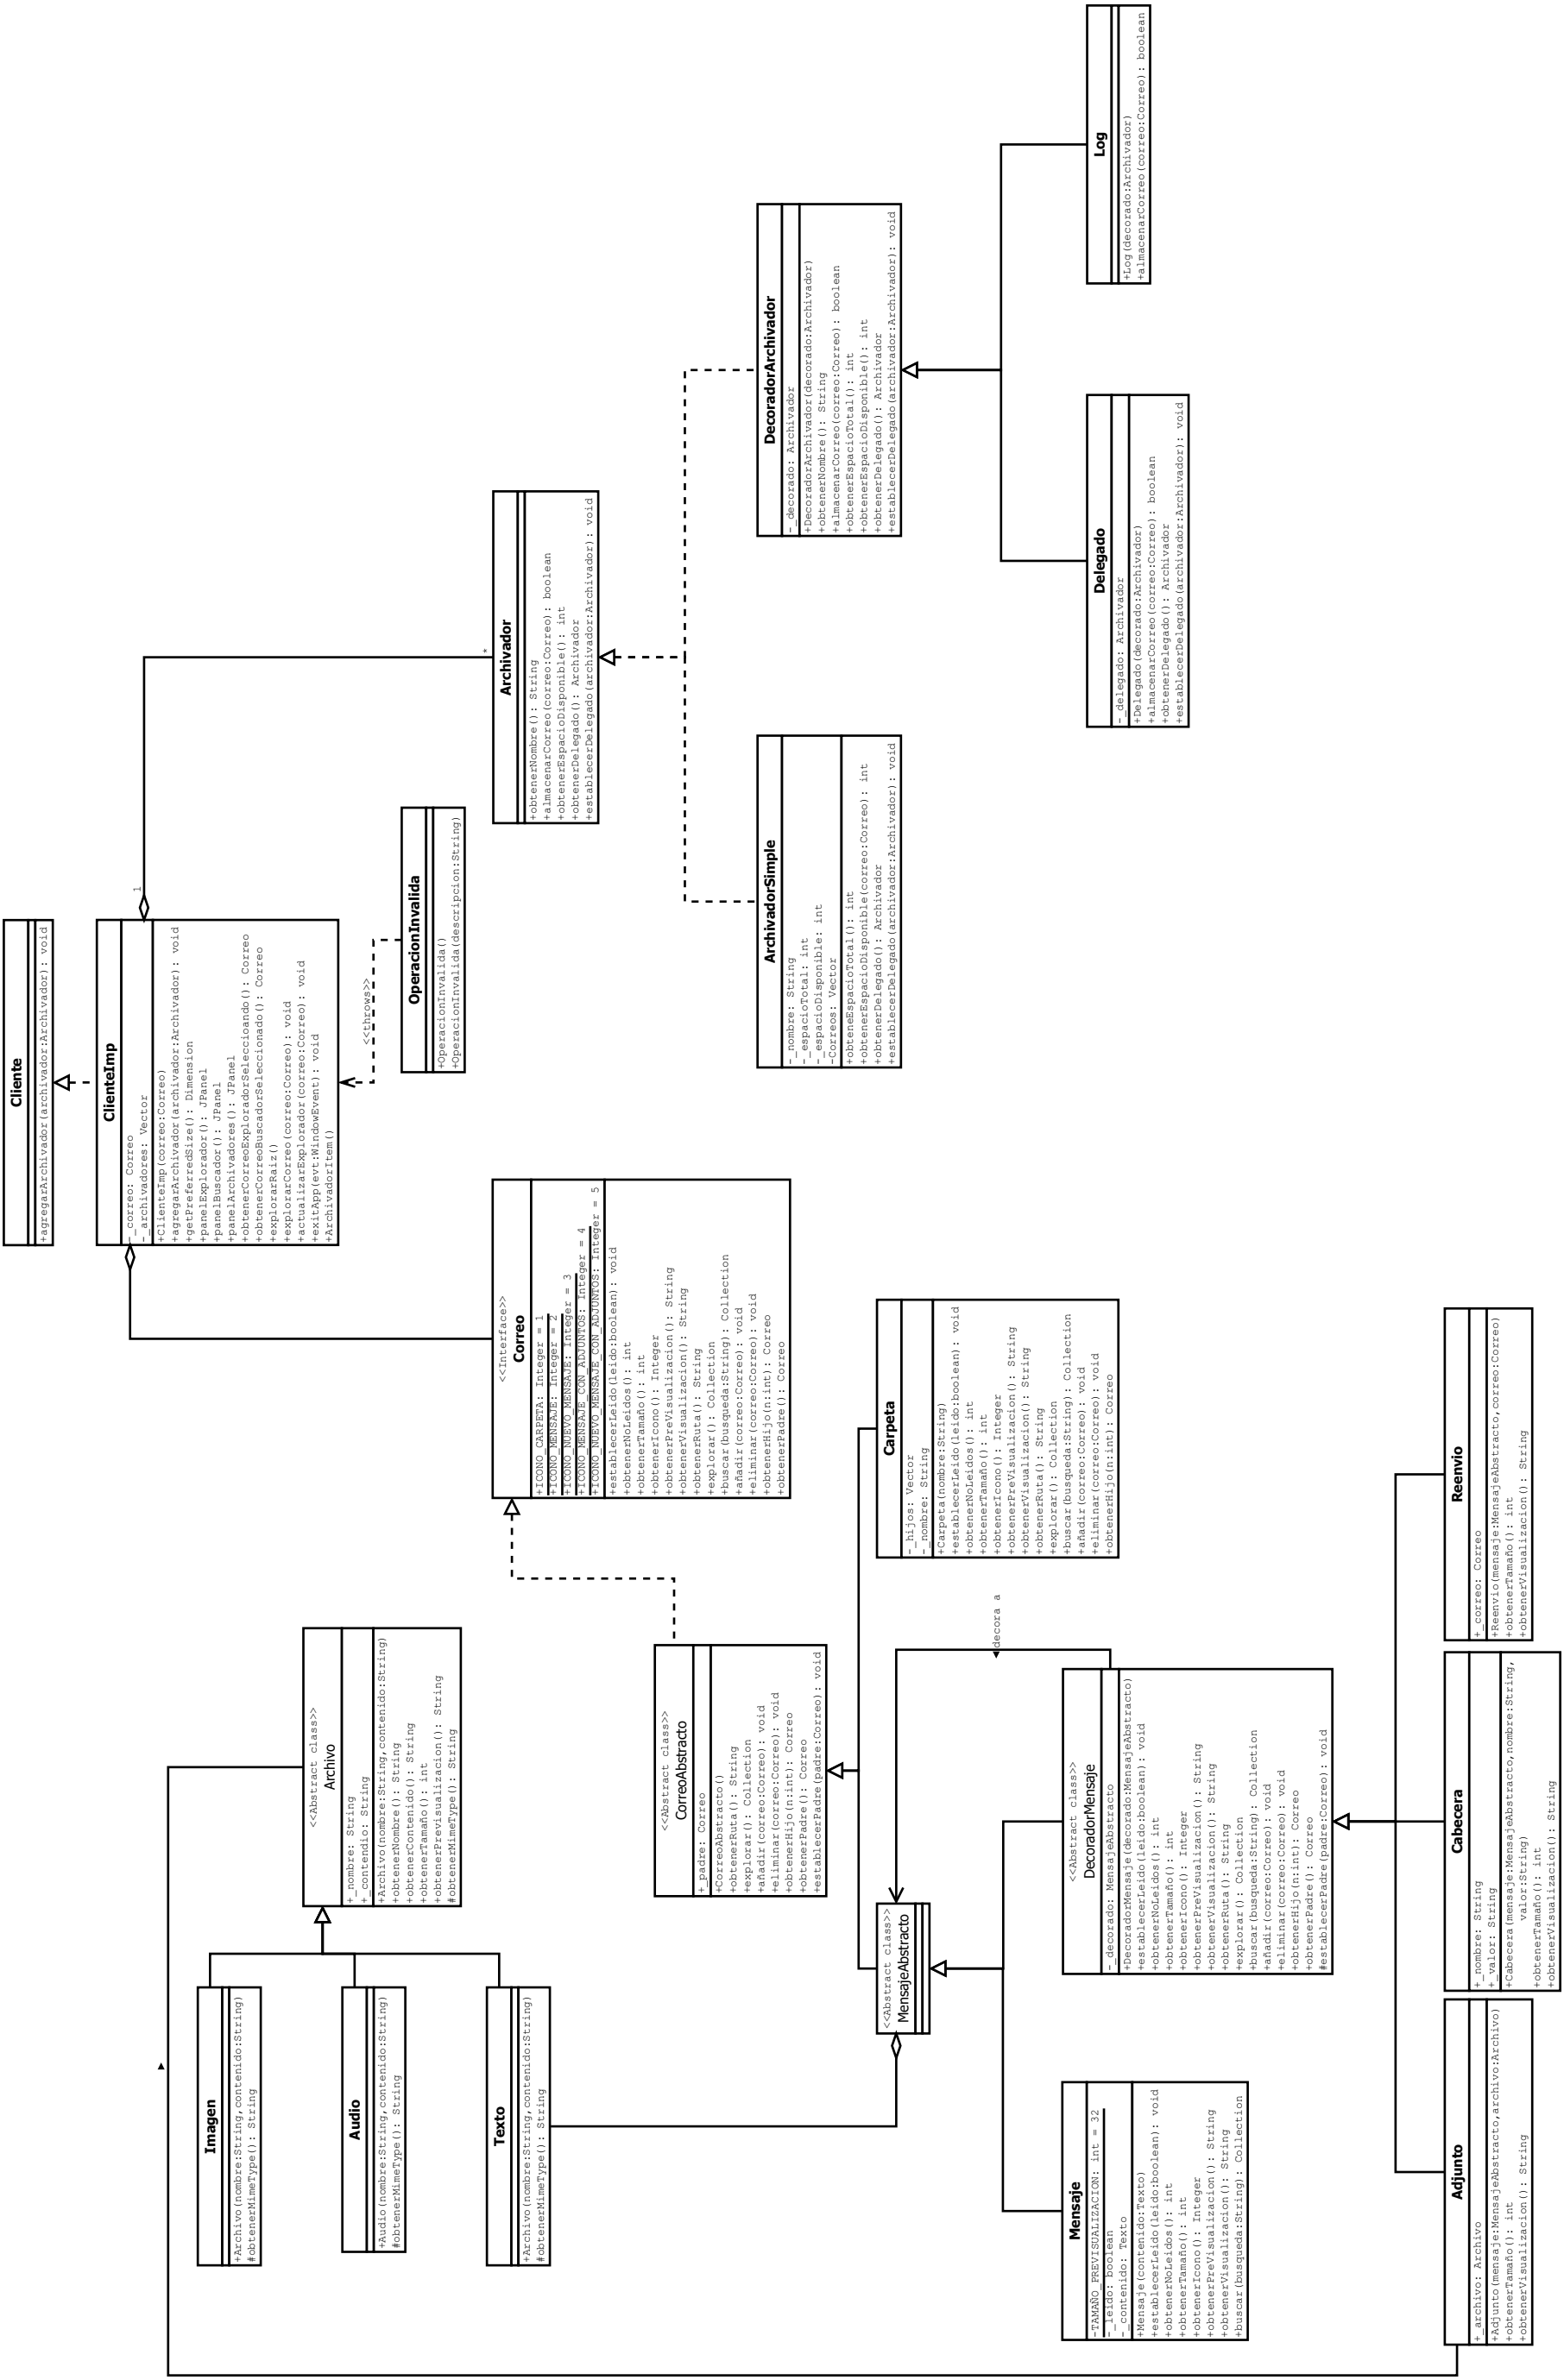 Cliente
+agregarArchivador(archivador:Archivador): void
ClienteImp
-_correo: Correo
-_archivadores: Vector
+ClienteImp(correo:Correo)
+agregarArchivador(archivador:Archivador): void
+getPreferredSize(): Dimension
+panelExplorador(): JPanel
+panelBuscador(): JPanel
+panelArchivadores(): JPanel
+obtenerCorreoExploradorSeleccioando(): Correo
+obtenerCorreoBuscadorSeleccionado(): Correo
+explorarRaiz()
+explorarCorreo(correo:Correo): void
+actualizarExplorador(correo:Correo): void
+exitApp(evt:WindowEvent): void
+ArchivadorItem()
1
*
<<throws>>
OperacionInvalida
+OperacionInvalida()
+OperacionInvalida(descripcion:String)
Archivador
+obtenerNombre(): String
+almacenarCorreo(correo:Correo): boolean
+obtenerEspacioDisponible(): int
+obtenerDelegado(): Archivador
+establecerDelegado(archivador:Archivador): void
ArchivadorSimple
-_nombre: String
-_espacioTotal: int
-_espacioDisponible: int
-Correos: Vector
+obteneEspacioTotal(): int
+obtenerEspacioDisponible(correo:Correo): int
+obtenerDelegado(): Archivador
+establecerDelegado(archivador:Archivador): void
DecoradorArchivador
-_decorado: Archivador
+DecoradorArchivador(decorado:Archivador)
+obtenerNombre(): String
+almacenarCorreo(correo:Correo): boolean
+obtenerEspacioTotal(): int
+obtenerEspacioDisponible(): int
+obtenerDelegado(): Archivador
+establecerDelegado(archivador:Archivador): void
Delegado
-_delegado: Archivador
+Delegado(decorado:Archivador)
+almacenarCorreo(correo:Correo): boolean
+obtenerDelegado(): Archivador
+establecerDelegado(archivador:Archivador): void
Log
+Log(decorado:Archivador)
+almacenarCorreo(correo:Correo): boolean
<<Interface>>
Correo
+ICONO_CARPETA: Integer = 1
+ICONO_MENSAJE: Integer = 2
+ICONO_NUEVO_MENSAJE: Integer = 3
+ICONO_MENSAJE_CON_ADJUNTOS: Integer = 4
+ICONO_NUEVO_MENSAJE_CON_ADJUNTOS: Integer = 5
+establecerLeido(leido:boolean): void
+obtenerNoLeidos(): int
+obtenerTamaño(): int
+obtenerIcono(): Integer
+obtenerPreVisualizacion(): String
+obtenerVisualizacion(): String
+obtenerRuta(): String
+explorar(): Collection
+buscar(busqueda:String): Collection
+añadir(correo:Correo): void
+eliminar(correo:Correo): void
+obtenerHijo(n:int): Correo
+obtenerPadre(): Correo
<<Abstract class>>
Archivo
+_nombre: String
+_contendio: String
+Archivo(nombre:String,contenido:String)
+obtenerNombre(): String
+obtenerContenido(): String
+obtenerTamaño(): int
+obtenerPrevisualizacion(): String
#obtenerMimeType(): String
Imagen
+Archivo(nombre:String,contenido:String)
#obtenerMimeType(): String
Audio
+Audio(nombre:String,contenido:String)
#obtenerMimeType(): String
Texto
+Archivo(nombre:String,contenido:String)
#obtenerMimeType(): String
<<Abstract class>>
CorreoAbstracto
+_padre: Correo
+CorreoAbstracto()
+obtenerRuta(): String
+explorar(): Collection
+añadir(correo:Correo): void
+eliminar(correo:Correo): void
+obtenerHijo(n:int): Correo
+obtenerPadre(): Correo
+establecerPadre(padre:Correo): void
Carpeta
-_hijos: Vector
-_nombre: String
+Carpeta(nombre:String)
+establecerLeido(leido:boolean): void
+obtenerNoLeidos(): int
+obtenerTamaño(): int
+obtenerIcono(): Integer
+obtenerPreVisualizacion(): String
+obtenerVisualizacion(): String
+obtenerRuta(): String
+explorar(): Collection
+buscar(busqueda:String): Collection
+añadir(correo:Correo): void
+eliminar(correo:Correo): void
+obtenerHijo(n:int): Correo
<<Abstract class>>
MensajeAbstracto
decora a
<<Abstract class>>
DecoradorMensaje
-_decorado: MensajeAbstracto
+DecoradorMensaje(decorado:MensajeAbstracto)
+establecerLeido(leido:boolean): void
+obtenerNoLeidos(): int
+obtenerTamaño(): int
+obtenerIcono(): Integer
+obtenerPreVisualizacion(): String
+obtenerVisualizacion(): String
+obtenerRuta(): String
+explorar(): Collection
+buscar(busqueda:String): Collection
+añadir(correo:Correo): void
+eliminar(correo:Correo): void
+obtenerHijo(n:int): Correo
+obtenerPadre(): Correo
#establecerPadre(padre:Correo): void
Mensaje
-TAMAÑO_PREVISUALIZACION: int = 32
-_leido: boolean
-_contenido: Texto
+Mensaje(contenido:Texto)
+establecerLeido(leido:boolean): void
+obtenerNoLeidos(): int
+obtenerTamaño(): int
+obtenerIcono(): Integer
+obtenerPreVisualizacion(): String
+obtenerVisualizacion(): String
+buscar(busqueda:String): Collection
Adjunto
+_archivo: Archivo
+Adjunto(mensaje:MensajeAbstracto,archivo:Archivo)
+obtenerTamaño(): int
+obtenerVisualizacion(): String
Cabecera
+_nombre: String
+_valor: String
+Cabecera(mensaje:MensajeAbstracto,nombre:String,
valor:String)
+obtenerTamaño(): int
+obtenerVisualizacion(): String
Reenvio
+_correo: Correo
+Reenvio(mensaje:MensajeAbstracto,correo:Correo)
+obtenerTamaño(): int
+obtenerVisualizacion(): String